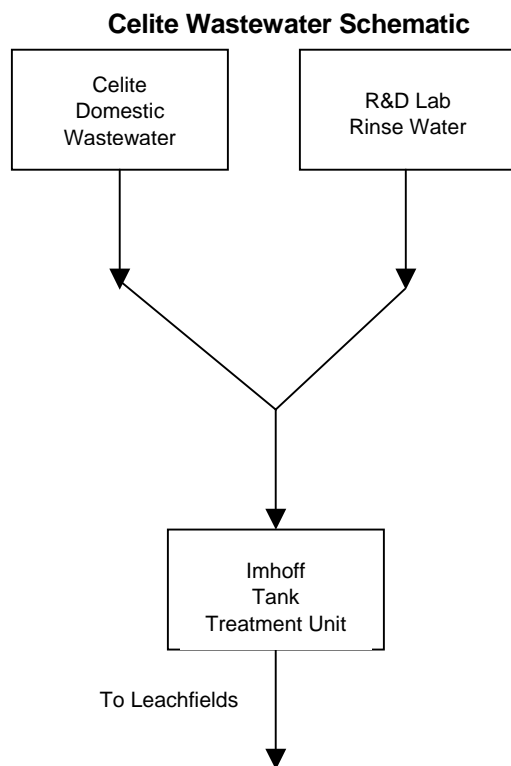 Celite Wastewater Schematic
Celite
Domestic
Wastewater
R&D Lab
Rinse Water
Imhoff
Tank
Treatment Unit
To Leachfields